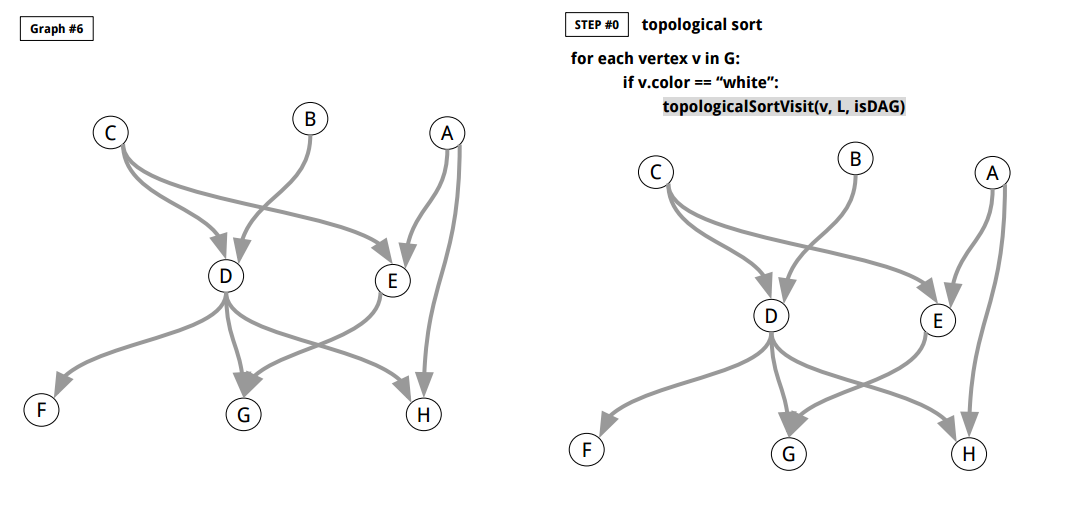 Graph #6
C
B
A
D
E
F
G
H
STEP #0 topological sort
for each vertex v in G:
if v.color == “white”:
topologicalSortVisit(v, L, isDAG)
C
B
A
D
E
F
G
H